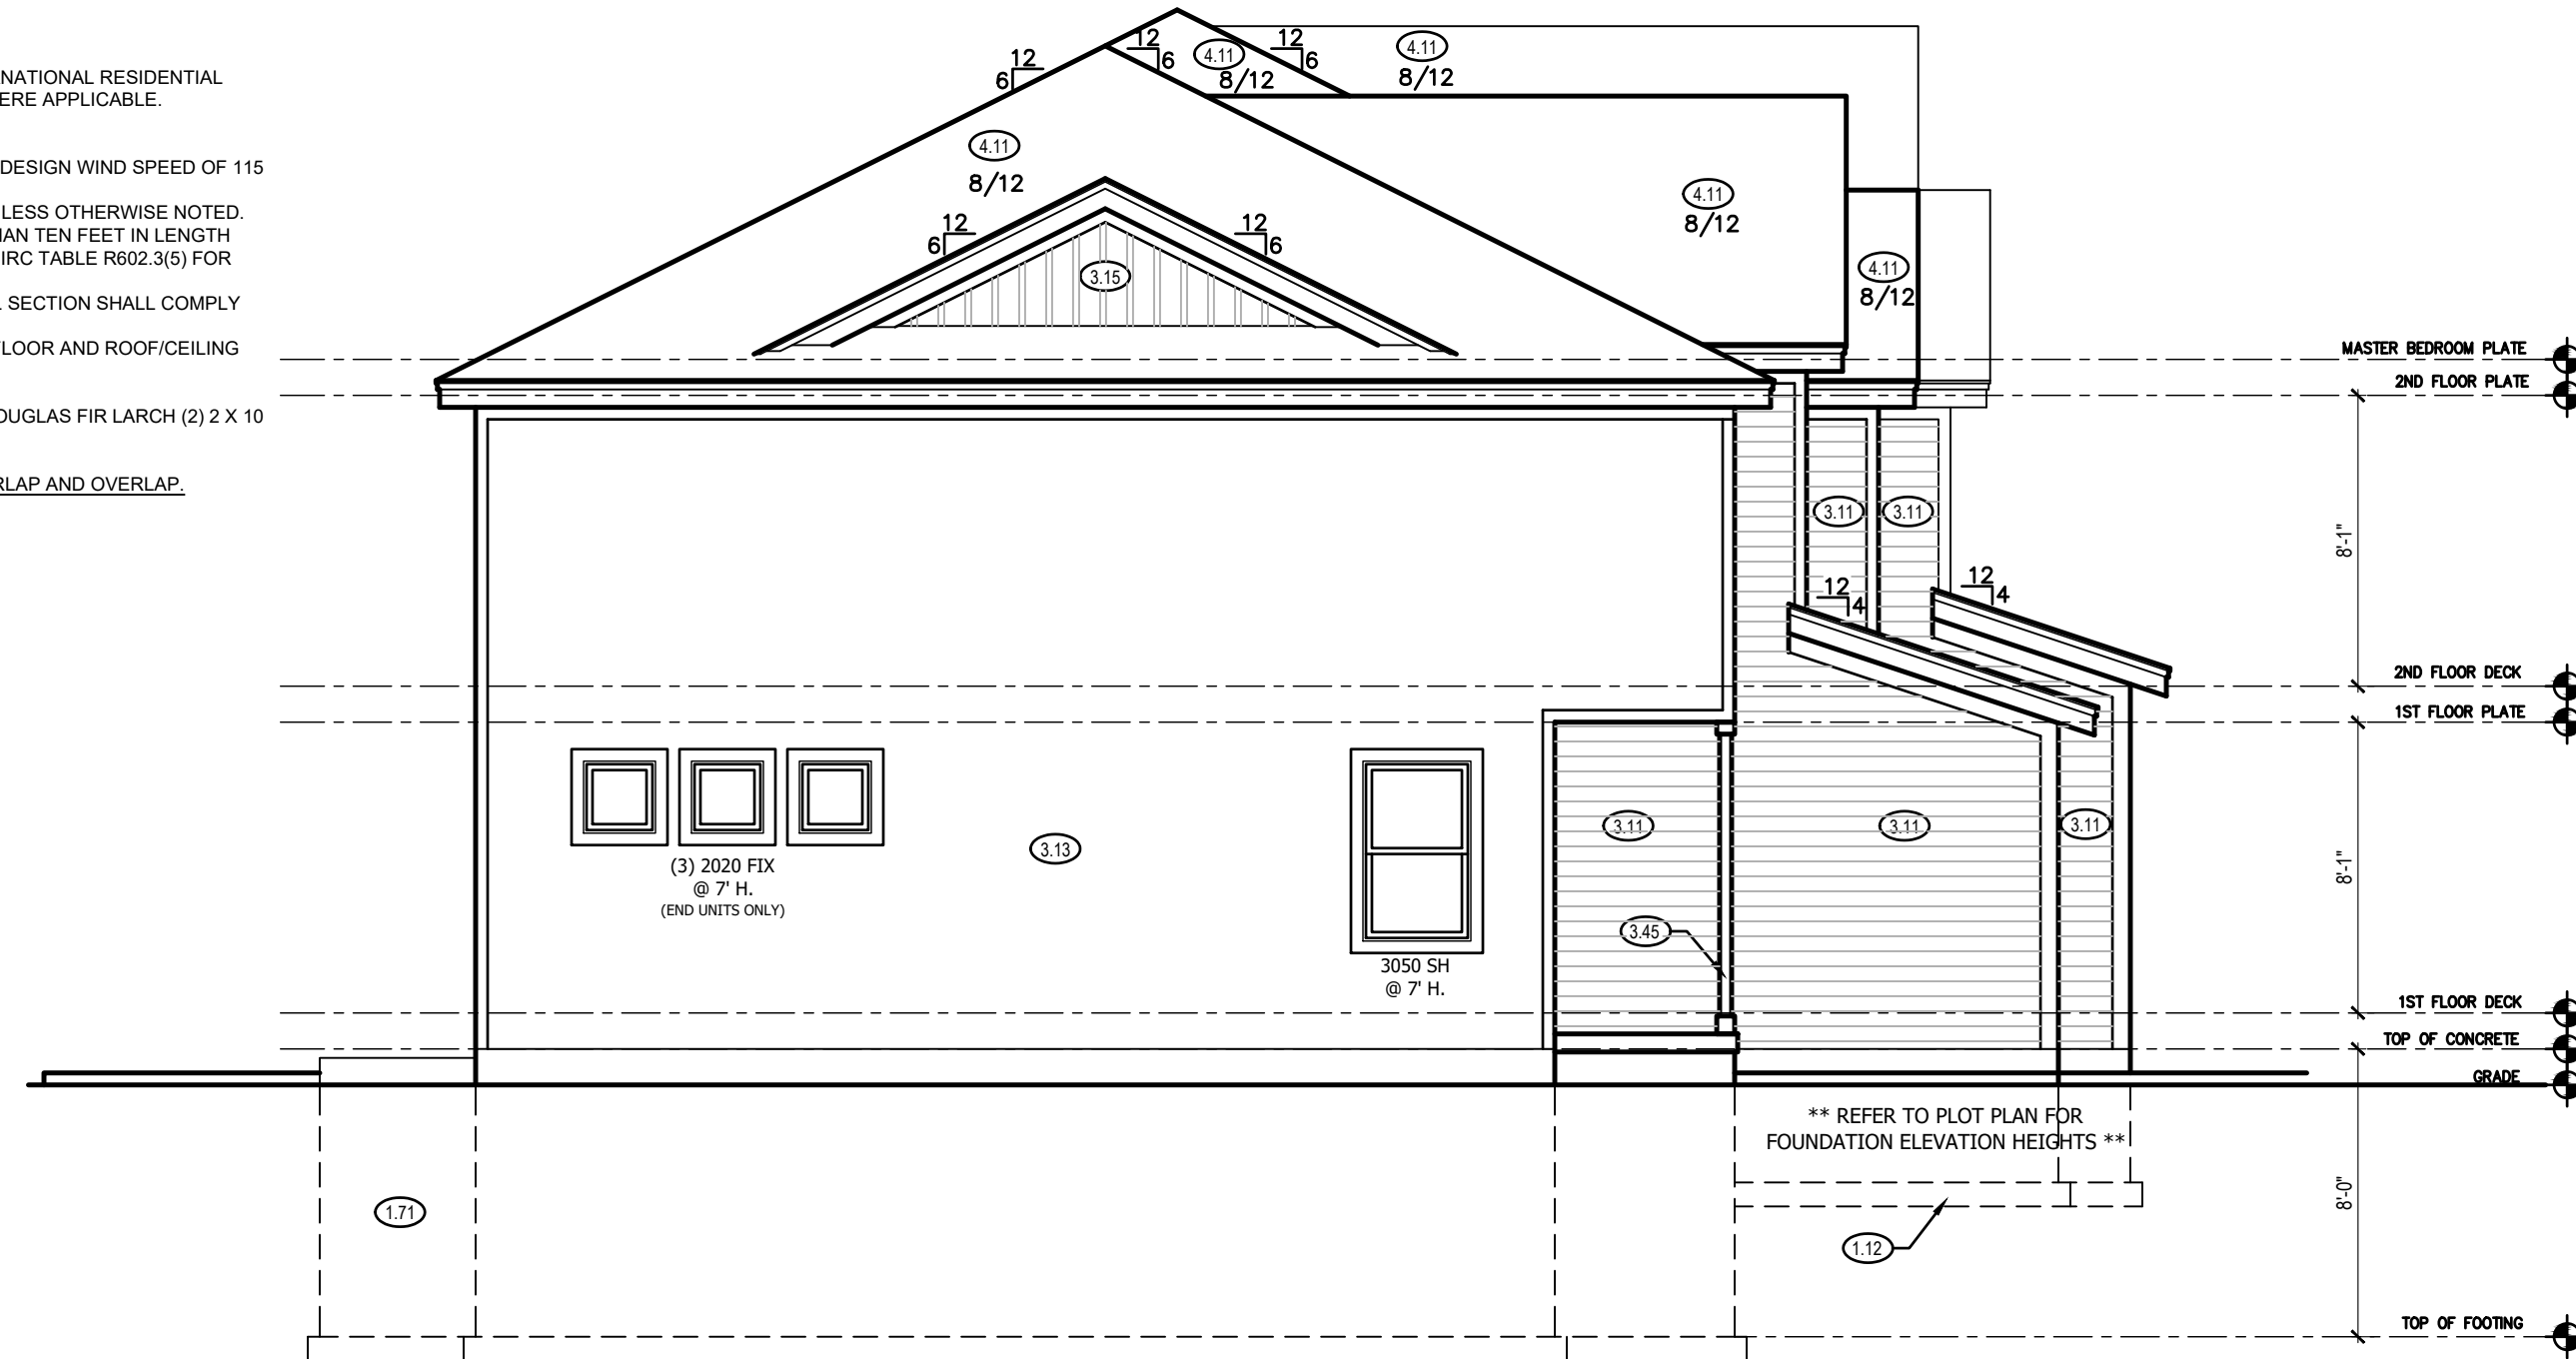 NATIONAL RESIDENTIAL
ERE APPLICABLE.
DESIGN WIND SPEED OF 115
LESS OTHERWISE NOTED.
HAN TEN FEET IN LENGTH
IRC TABLE R602.3(5) FOR
SECTION SHALL COMPLY
FLOOR AND ROOF/CEILING
DOUGLAS FIR LARCH (2) 2 X 10
RLAP AND OVERLAP.
12
6
12
6
4.11
8/12
12
6
4.11
8/12
4.11
8/12
12
6
12
6
3.15
4.11
8/12
4.11
8/12
MASTER BEDROOM PLATE
2ND FLOOR PLATE
8'-1"
3.11
3.11
12
4
12
4
2ND FLOOR DECK
1ST FLOOR PLATE
(3) 2020 FIX
@ 7' H.
(END UNITS ONLY)
3.13
3050 SH
@ 7' H.
3.11
3.11
3.11
3.45
8'-1"
1ST FLOOR DECK
TOP OF CONCRETE
GRADE
** REFER TO PLOT PLAN FOR
FOUNDATION ELEVATION HEIGHTS **
1.71
1.12
8'-0"
TOP OF FOOTING